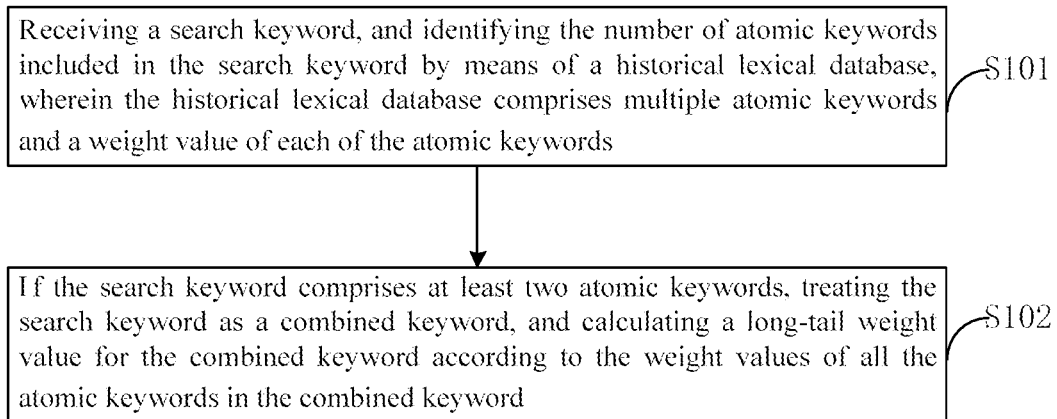 Receiving a search keyword, and identifying the number of atomic keywords
included in the search keyword by means of a historical lexical database,
wherein the historical lexical database comprises multiple atomic keywords
and a weight value of each of the atomic keywords
S101
If the search keyword comprises at least two atomic keywords, treating the
search keyword as a combined keyword, and calculating a long-tail weight
value for the combined keyword according to the weight values of all the
atomic keywords in the combined keyword
S102